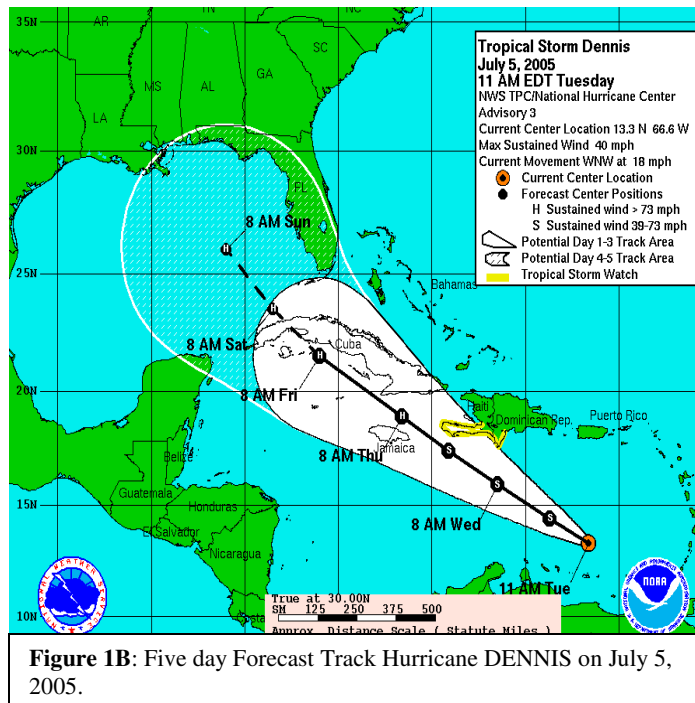 35N
AR
TN
NC
SC
MS
AL
GA
LA
30N
FL
8 AM Sun
H
25N
Bahamas
H
8 AM Sat
Cuba
H
8 AM Fri
20N
Haiti
Dominican Rep.
Puerto Rico
H
8 AM Thu
Jamaica
S
Belize
S
8 AM Wed
Guatemala
Honduras
15N
S
El Salvador
Nicaragua
11 AM Tue
10N
Tropical Storm Dennis
July 5, 2005
11 AM EDT Tuesday
NWS TPC/National Hurricane Center
Advisory 3
Current Center Location 13.3 N 66.6 W
Max Sustained Wind 40 mph
Current Movement WNW at 18 mph
Current Center Location
Forecast Center Positions
H Sustained wind > 73 mph
S Sustained wind 39-73 mph
Potential Day 1-3 Track Area
Potential Day 4-5 Track Area
Tropical Storm Watch
NATIONAL WEATHER SERVICE
NOAA
True at 30.00N
SM 125 250 375 500
Approx. Distance Scale ( Statute Miles )
Figure 1B: Five day Forecast Track Hurricane DENNIS on July 5,
2005.